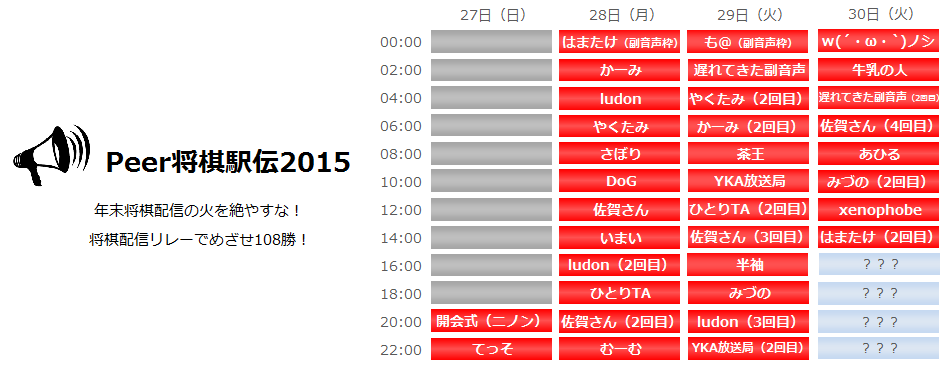 27日（日） 28日（月） 29日（火） 30日（火）
00:00 はまたけ（副音声枠） も@（副音声枠） w(´・ω・`)ノシ
02:00 かーみ 遅れてきた副音声 牛乳の人
04:00 ludon やくたみ（2回目） 遅れてきた副音声（2回目）
06:00 やくたみ かーみ（2回目） 佐賀さん（4回目）
08:00 さぼり 茶王 あひる
10:00 DoG YKA放送局 みづの（2回目）
12:00 佐賀さん ひとりTA（2回目） xenophobe
14:00 いまい 佐賀さん（3回目） はまたけ（2回目）
16:00 ludon（2回目） 半袖 ？？？
18:00 ひとりTA みづの ？？？
20:00 開会式（ニノン） 佐賀さん（2回目） ludon（3回目） ？？？
22:00 てっそ むーむ YKA放送局（2回目） ？？？
Peer将棋駅伝2015
年末将棋配信の火を絶やすな！
将棋配信リレーでめざせ108勝！